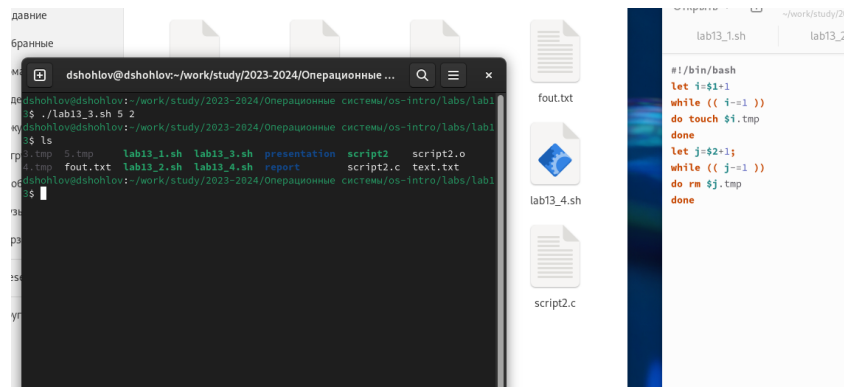 давние
бранные
dshohlov@dshohlov:~/work/study/2023-2024/Операционные ...
dshohlov@dshohlov:~/work/study/2023-2024/Операционные системы/os-intro/labs/lab1
3$ ./lab13_3.sh 5 2
dshohlov@dshohlov:~/work/study/2023-2024/Операционные системы/os-intro/labs/lab1
3$ ls
3.tmp 5.tmp lab13_1.sh lab13_3.sh presentation script2 script2.o
4.tmp fout.txt lab13_2.sh lab13_4.sh report script2.c text.txt
dshohlov@dshohlov:~/work/study/2023-2024/Операционные системы/os-intro/labs/lab1
3$
fout.txt
lab13_4.sh
script2.c
~/work/study/20
lab13_1.sh lab13_2
#!/bin/bash
let i=$1+1
while (( i-=1 ))
do touch $i.tmp
done
let j=$2+1;
while (( j-=1 ))
do rm $j.tmp
done